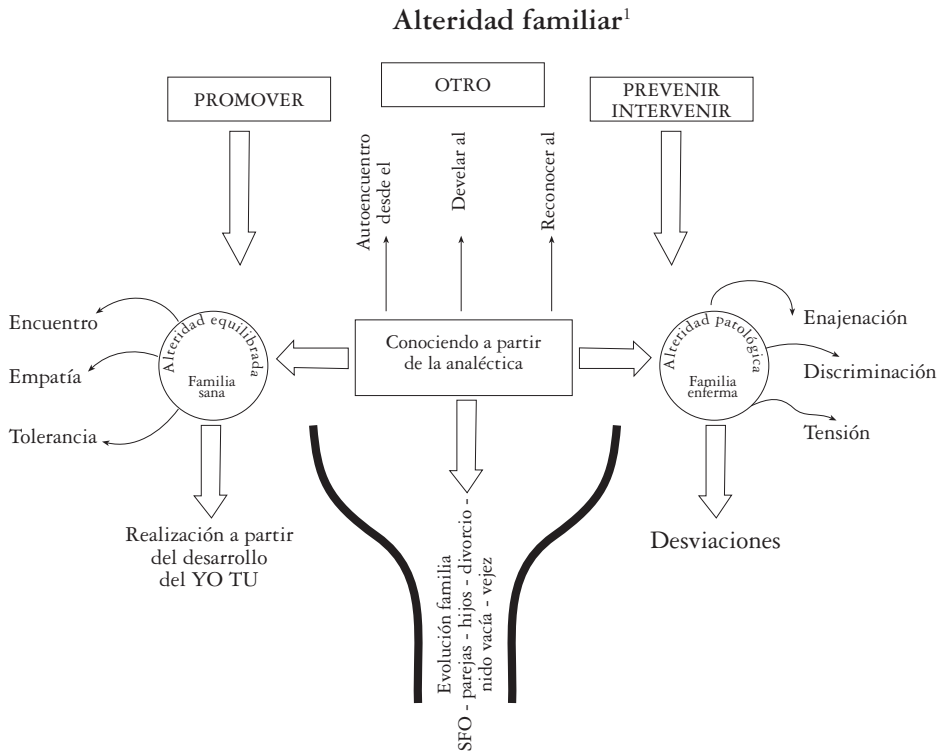 Alteridad familiar¹
PROMOVER
OTRO
PREVENIR
INTERVENIR
Autoencuentro
desde el
Develar al
Reconocer al
Encuentro
Empatía
Tolerancia
Alteridad equilibrada
Familia
sana
Conociendo a partir
de la analéctica
Alteridad patológica
Familia
enferma
Enajenación
Discriminación
Tensión
Realización a partir
del desarrollo
del YO TU
Evolución familia
SFO - parejas - hijos - divorcio -
nido vacía - vejez
Desviaciones